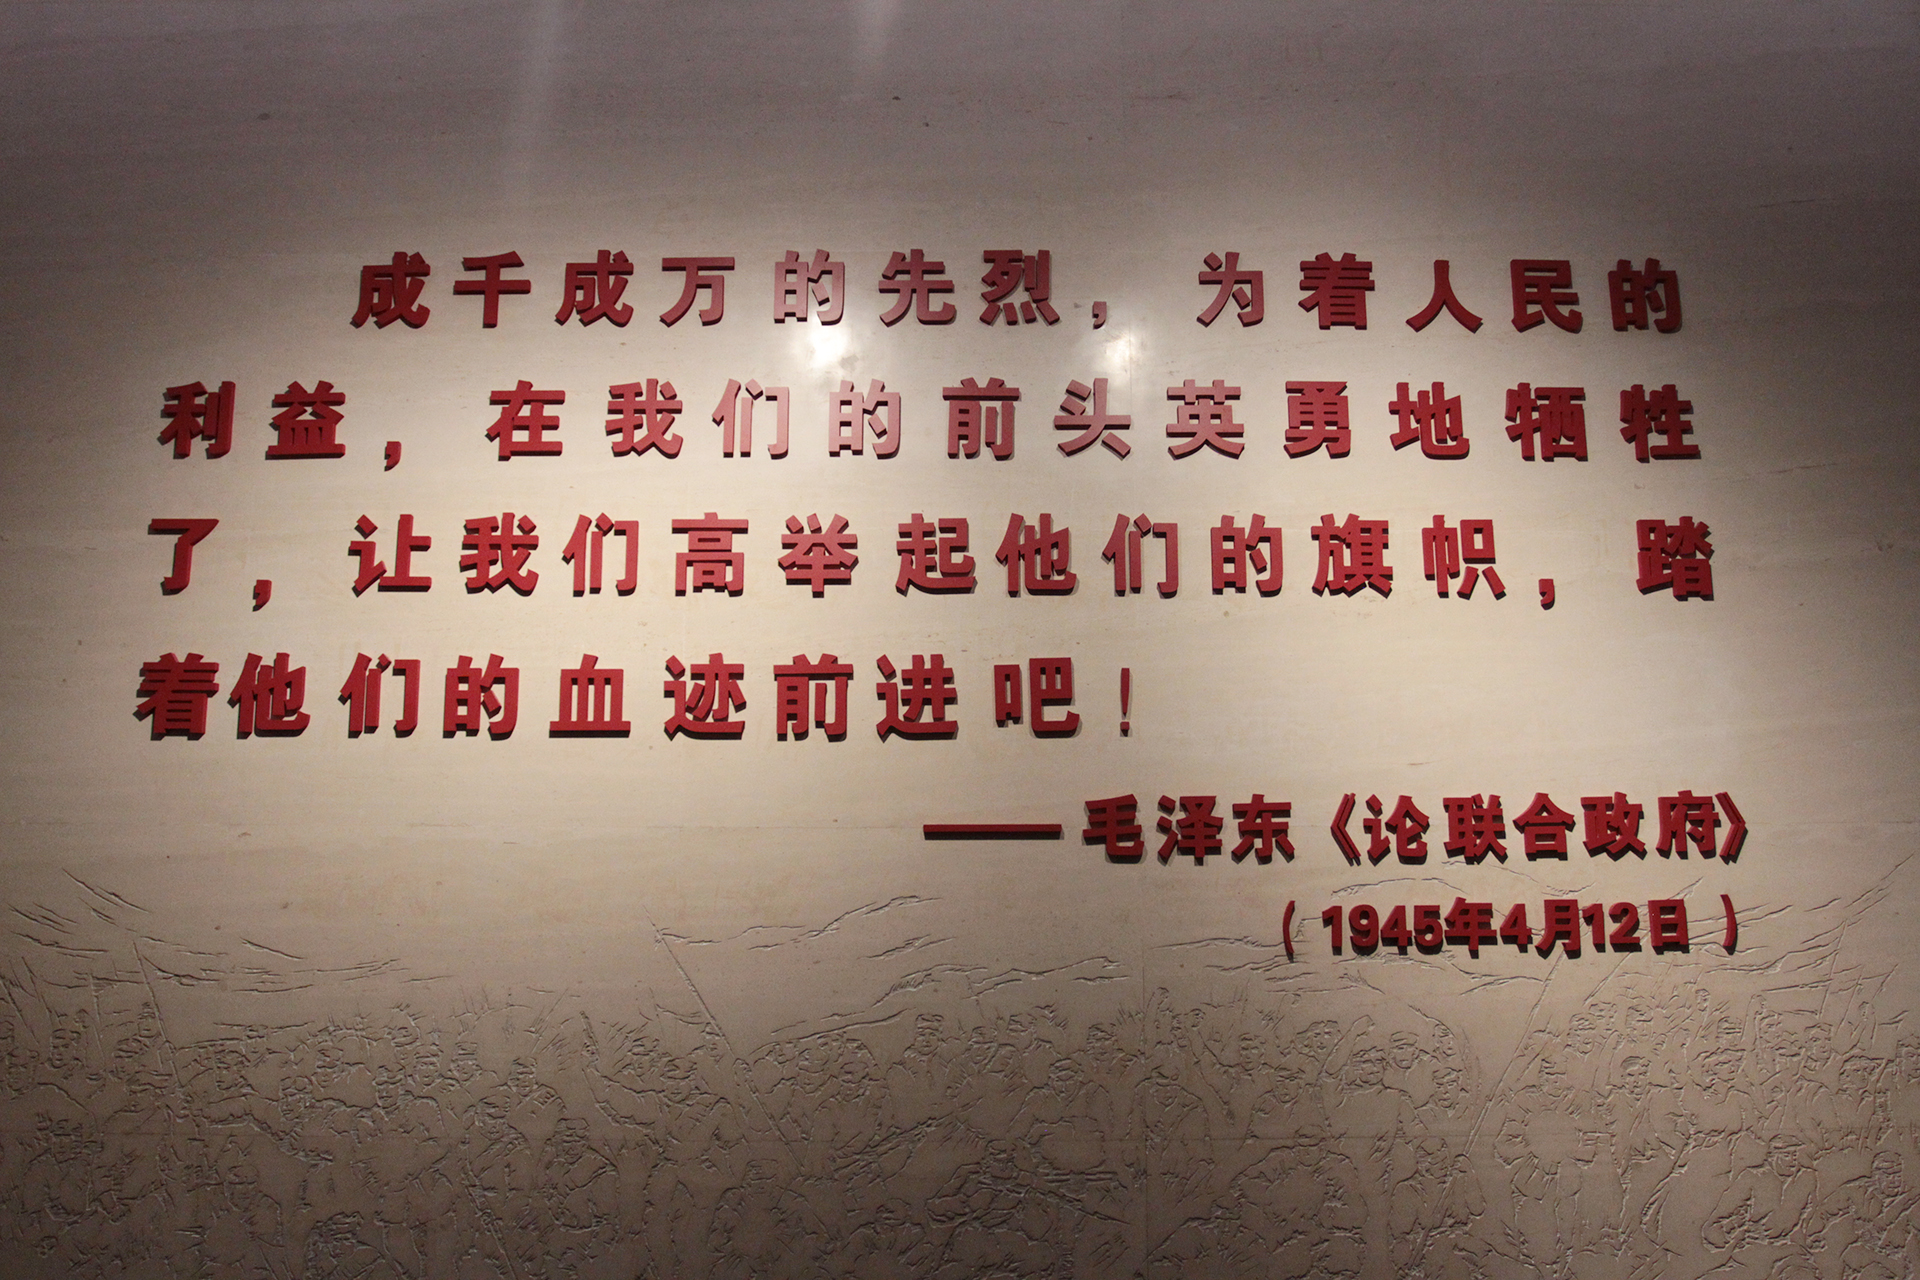 成千成万的先烈，为着人民的
利益，在我们的前头英勇地牺牲
了，让我们高举起他们的旗帜，踏
着他们的血迹前进吧！
——毛泽东《论联合政府》
（1945年4月12日）